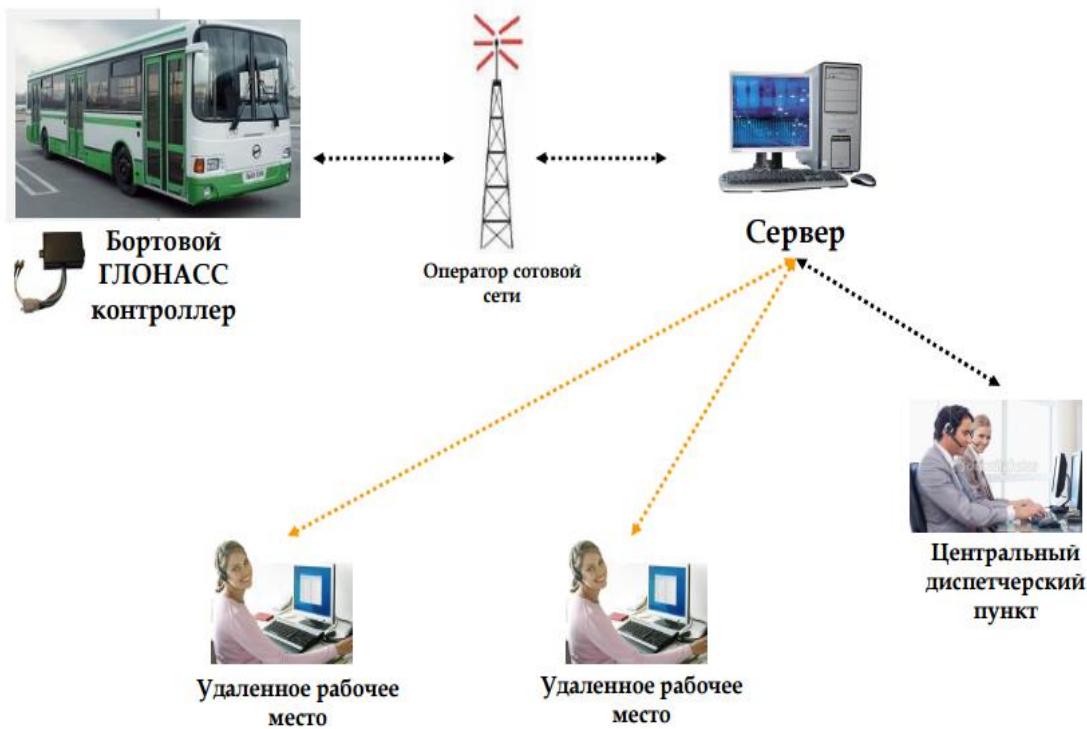 Бортовой
ГЛОНАСС
контроллер
Оператор сотовой
сети
Сервер
Центральный
диспетчерский
пункт
Удаленное рабочее
место
Удаленное рабочее
место